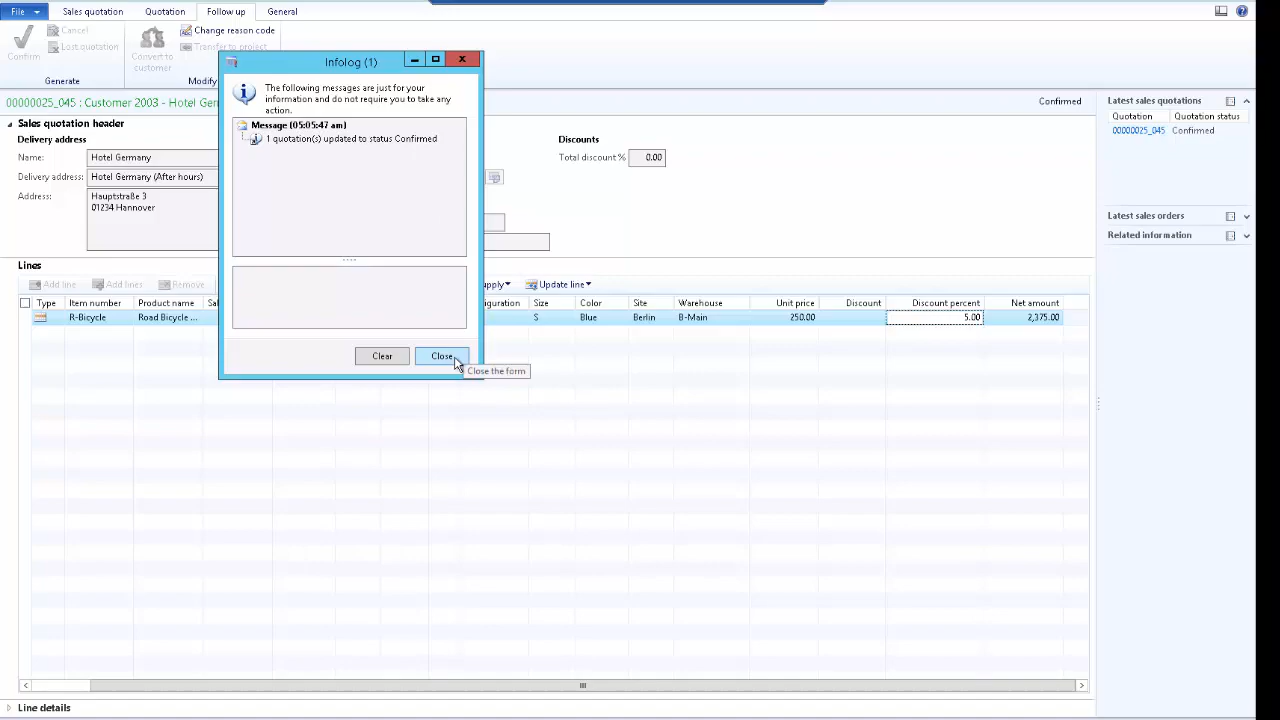 File Sales quotation Quotation Follow up General
Cancel
Change reason code
Lost quotation
Transfer to project
Confirm
Convert to
customer
Generate
Modify
Infolog (1)
The following messages are just for your
information and do not require you to take any
action.
Message (05:05:47 am)
1 quotation(s) updated to status Confirmed
Clear Close
Close the form
00000025_045 : Customer 2003 - Hotel Ger
Confirmed
Sales quotation header
Delivery address
Discounts
Name: Hotel Germany
Total discount % 0.00
Delivery address: Hotel Germany (After hours)
Address: Hauptstraße 3
01234 Hannover
Lines
Add line Add lines Remove
upply Update line
Type Item number Product name Sal
iguration Size Color Site Warehouse Unit price Discount Discount percent Net amount
R-Bicycle Road Bicycle ... S Blue Berlin B-Main 250.00 5.00 2,375.00
Line details
Latest sales quotations
Quotation Quotation status
00000025_045 Confirmed
Latest sales orders
Related information